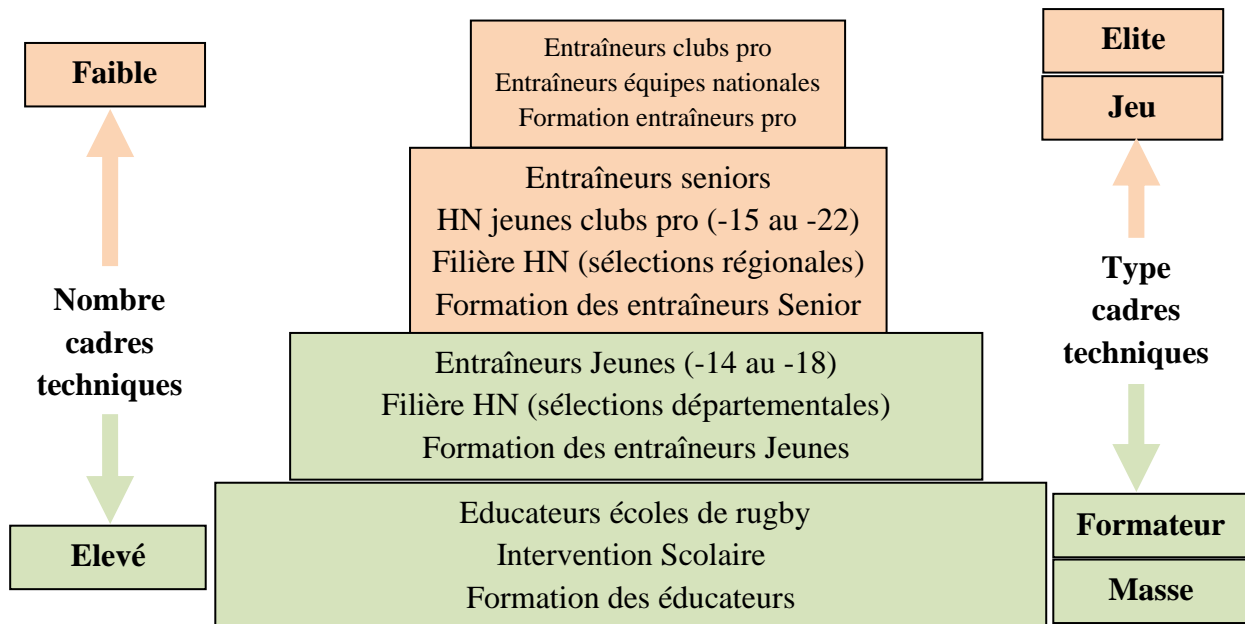 Faible
Nombre
cadres
techniques
Elevé
Entraîneurs clubs pro
Entraîneurs équipes nationales
Formation entraîneurs pro
Entraîneurs seniors
HN jeunes clubs pro (-15 au -22)
Filière HN (sélections régionales)
Formation des entraîneurs Senior
Entraîneurs Jeunes (-14 au -18)
Filière HN (sélections départementales)
Formation des entraîneurs Jeunes
Educateurs écoles de rugby
Intervention Scolaire
Formation des éducateurs
Elite
Jeu
Type
cadres
techniques
Formateur
Masse